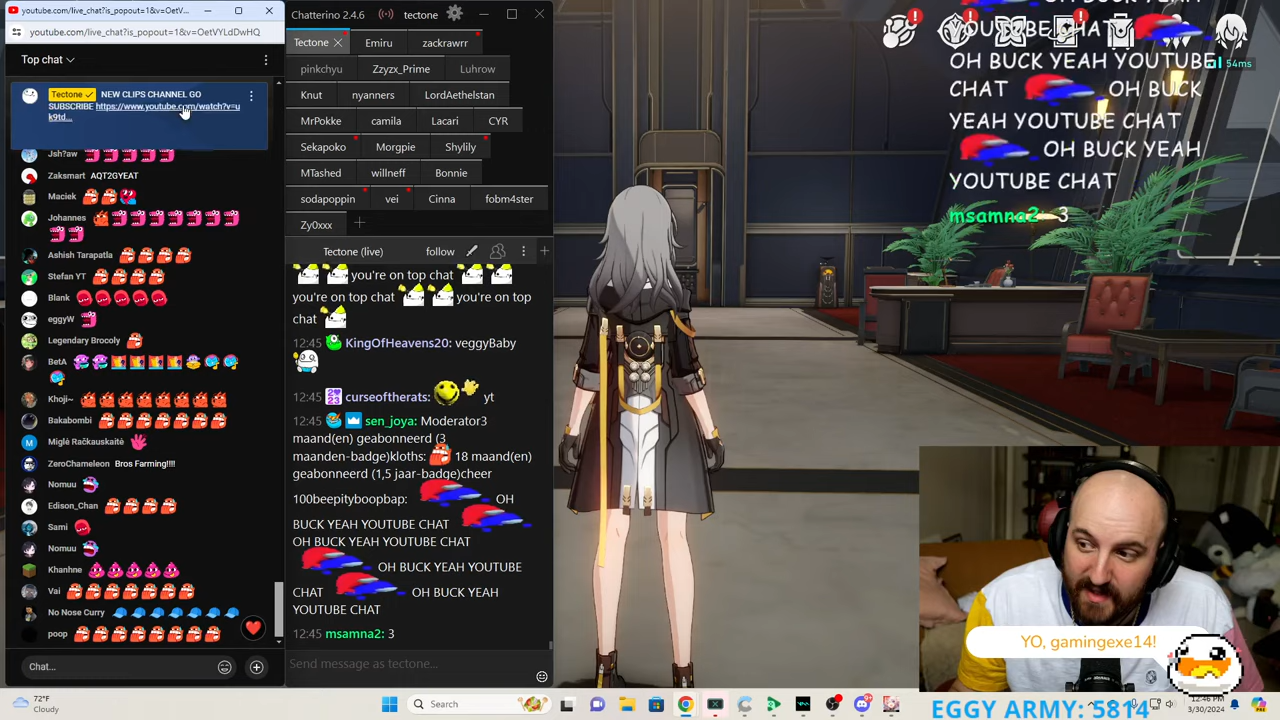 youtube.com/live_chat?is_popout=1&v=OetV...
youtube.com/live_chat?is_popout=1&v=OetVYLdDwHQ
Top chat
Tectone NEW CLIPS CHANNEL GO
SUBSCRIBE https://www.youtube.com/watch?v=u
k9td...
Jsh?aw
Zaksmart AQT2GYEAT
Maciek
Johannes
Ashish Tarapatla
Stefan YT
Blank
eggyW
Legendary Brocoly
BetA
Khoji~
Bakabombi
Miglė Račkauskaitė
ZeroChameleon Bros Farming!!!!
Nomuu
Edison_Chan
Sami
Nomuu
Khanhne
Vai
No Nose Curry
poop
Chat...
Chatterino 2.4.6
tectone
Tectone
Emiru
zackrawrr
pinkchyu
Zzyzx_Prime
Luhrow
Knut
nyanners
LordAethelstan
MrPokke
camila
Lacari
CYR
Sekapoko
Morgpie
Shylily
MTashed
willneff
Bonnie
sodapoppin
vei
Cinna
fobm4ster
Zy0xxx
Tectone (live)
follow
you're on top chat
you're on top chat you're on top
chat
12:45 KingOfHeavens20: veggyBaby
12:45 curseoftherats: yt
12:45 sen_joya: Moderator3
maand(en) geabonneerd (3
maanden-badge)kloths: 18 maand(en)
geabonneerd (1,5 jaar-badge)cheer
100beepityboopbap: OH
BUCK YEAH YOUTUBE CHAT
OH BUCK YEAH YOUTUBE CHAT
OH BUCK YEAH YOUTUBE
CHAT OH BUCK YEAH
YOUTUBE CHAT
12:45 msamna2: 3
Send message as tectone...
OH BUCK YEAH
YOUTUBE CHAT
OH BUCK YEAH YOUTUBE
CHAT OH BUCK
YEAH YOUTUBE CHAT
OH BUCK YEAH
YOUTUBE CHAT
msamna2: 3
54ms
YO, gamingexe14!
72°F
Cloudy
Search
12:46 PM
3/30/2024
EGGY ARMY: 5814